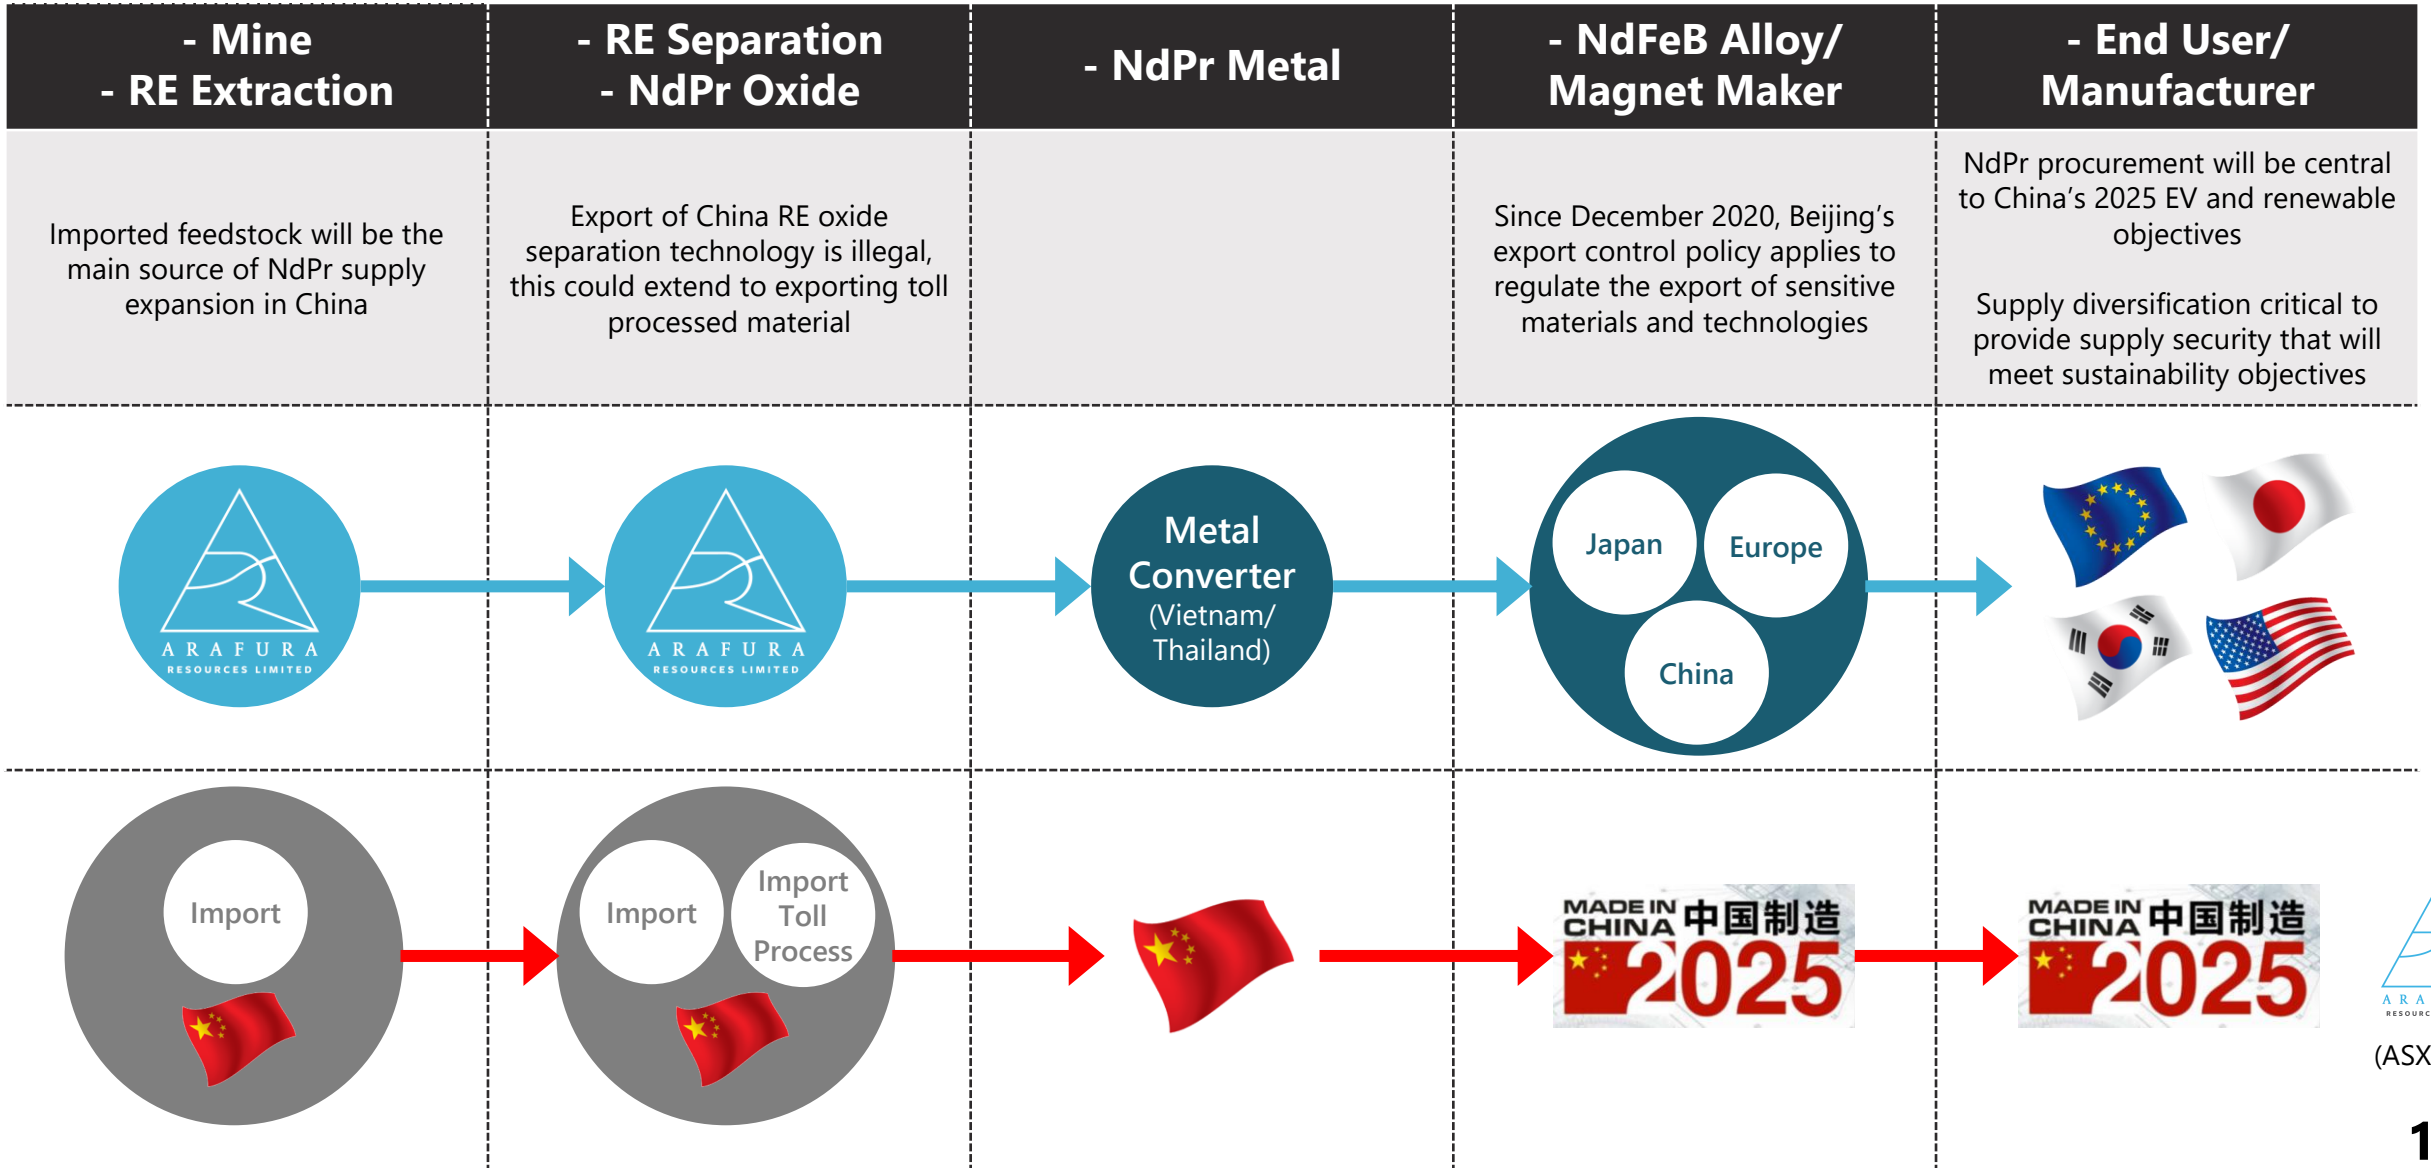 - Mine
- RE Extraction
- RE Separation
- NdPr Oxide
- NdPr Metal
- NdFeB Alloy/
Magnet Maker
- End User/
Manufacturer
Imported feedstock will be the
main source of NdPr supply
expansion in China
Export of China RE oxide
separation technology is illegal,
this could extend to exporting toll
processed material
Since December 2020, Beijing's
export control policy applies to
regulate the export of sensitive
materials and technologies
NdPr procurement will be central
to China's 2025 EV and renewable
objectives
Supply diversification critical to
provide supply security that will
meet sustainability objectives
ARAFURA
RESOURCES LIMITED
ARAFURA
RESOURCES LIMITED
Metal
Converter
(Vietnam/
Thailand)
Japan
Europe
China
Import
Import
Import
Toll
Process
MADE IN
CHINA 中国制造
2025
MADE IN
CHINA 中国制造
2025
ARA
RESOURC
(ASX
1